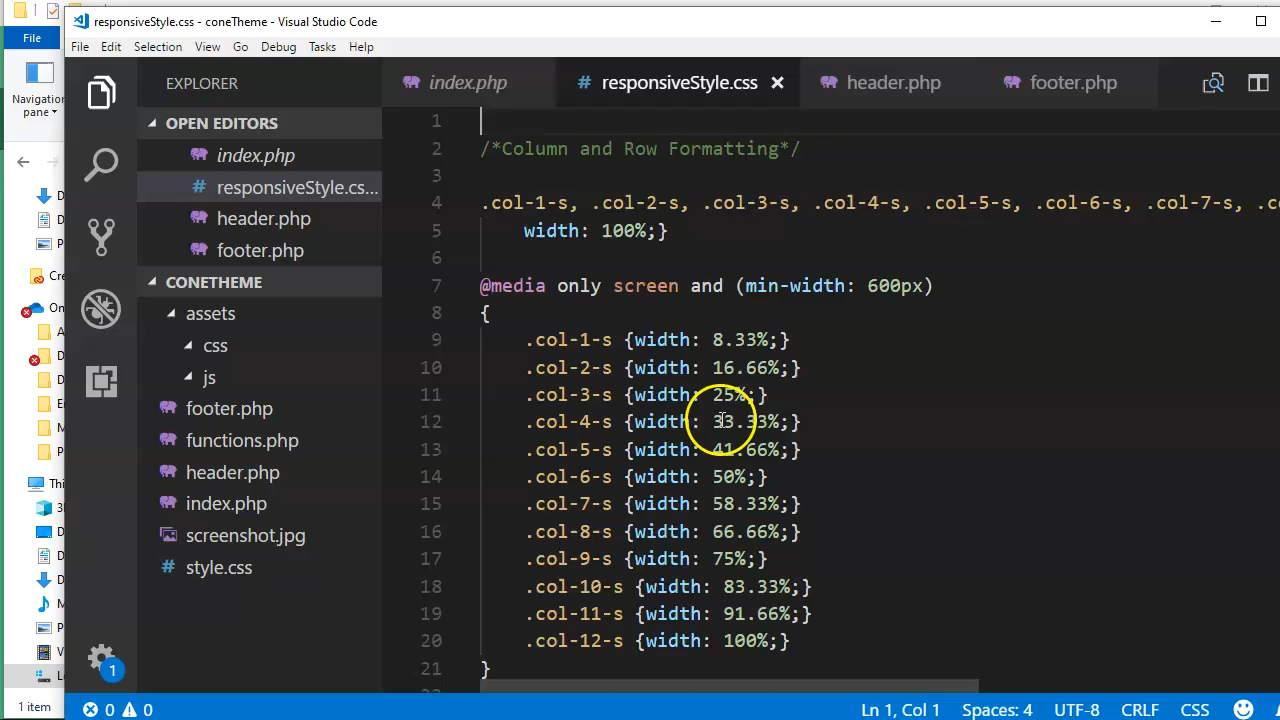 responsiveStyle.css - coneTheme - Visual Studio Code
File
File Edit Selection View Go Debug Tasks Help
Navigation
pane
EXPLORER
index.php
responsiveStyle.css
header.php
footer.php
OPEN EDITORS
index.php
responsiveStyle.cs...
header.php
footer.php
CONETHEME
assets
css
js
footer.php
functions.php
header.php
index.php
screenshot.jpg
style.css
1
2 /*Column and Row Formatting*/
3
4 .col-1-s, .col-2-s, .col-3-s, .col-4-s, .col-5-s, .col-6-s, .col-7-s, .c
5 width: 100%;}
6
7 @media only screen and (min-width: 600px)
8 {
9 .col-1-s {width: 8.33%;}
10 .col-2-s {width: 16.66%;}
11 .col-3-s {width: 25%;}
12 .col-4-s {width: 33.33%;}
13 .col-5-s {width: 41.66%;}
14 .col-6-s {width: 50%;}
15 .col-7-s {width: 58.33%;}
16 .col-8-s {width: 66.66%;}
17 .col-9-s {width: 75%;}
18 .col-10-s {width: 83.33%;}
19 .col-11-s {width: 91.66%;}
20 .col-12-s {width: 100%;}
21 }
D
D
P
Cre
On
A
D
D
E
M
P
Thi
3
D
D
D
M
P
V
L
1 item
1
0 0
Ln 1, Col 1 Spaces: 4 UTF-8 CRLF CSS